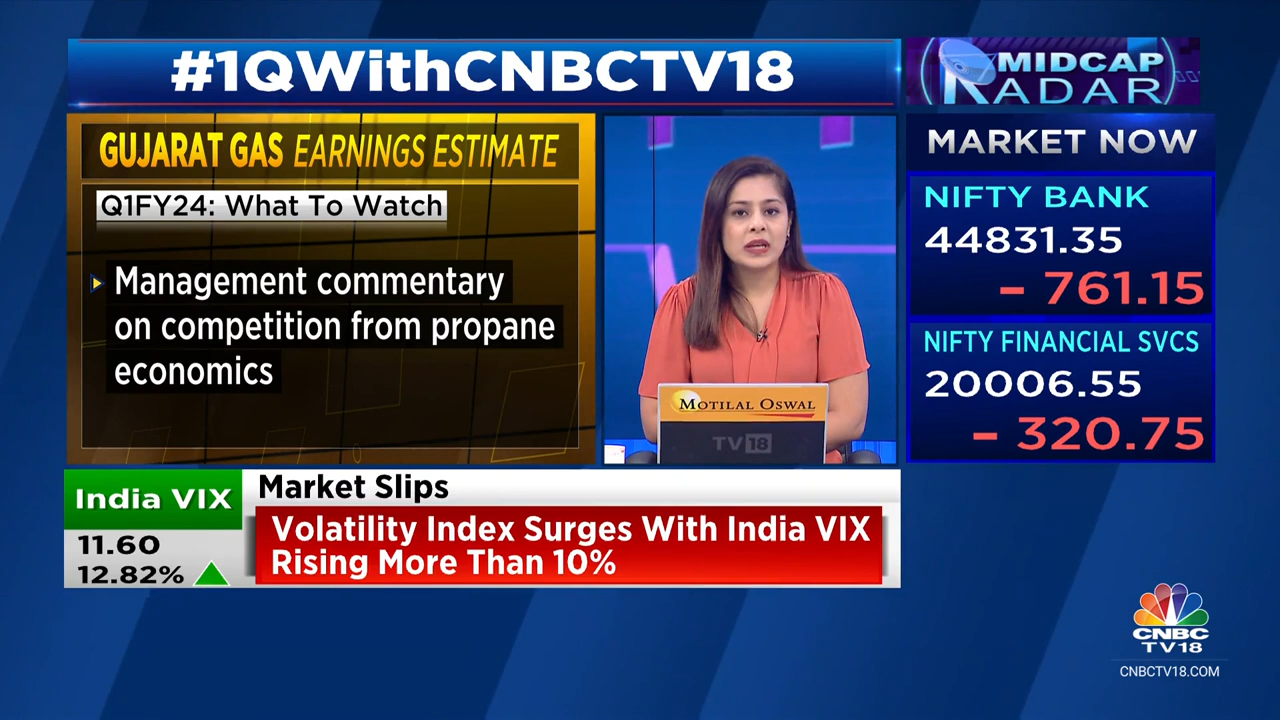 #1QWithCNBCTV18
MIDCAP
RADAR
GUJARAT GAS EARNINGS ESTIMATE
Q1FY24: What To Watch
Management commentary
on competition from propane
economics
MOTILAL OSWAL
TV18
MARKET NOW
NIFTY BANK
44831.35
- 761.15
NIFTY FINANCIAL SVCS
20006.55
- 320.75
India VIX
11.60
12.82%
Market Slips
Volatility Index Surges With India VIX
Rising More Than 10%
CNBC
TV18
CNBCTV18.COM